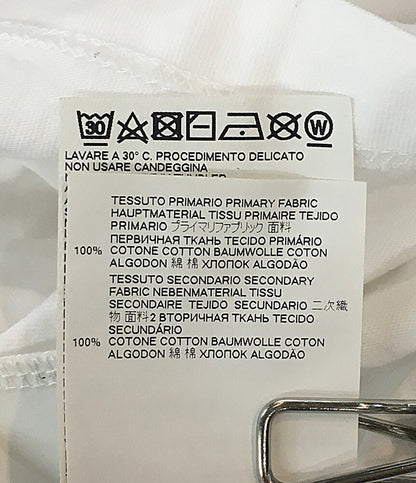 30
W
LAVARE A 30° C. PROCEDIMENTO DELICATO
NON USARE CANDEGGINA
TESSUTO PRIMARIO PRIMARY FABRIC
HAUPTMATERIAL TISSU PRIMAIRE TEJIDO
PRIMARIO プライマリファブリック 面料
ПЕРВИЧНАЯ ТКАНЬ TECIDO PRIMÁRIO
100% COTONE COTTON BAUMWOLLE COTON
ALGODON 綿 棉 ХЛОПОК ALGODÃO
TESSUTO SECONDARIO SECONDARY
FABRIC NEBENMATERIAL TISSU
SECONDAIRE TEJIDO SECUNDARIO 二次織
物 面料2 ВТОРИЧНАЯ ТКАНЬ TECIDO
SECUNDÁRIO
100% COTONE COTTON BAUMWOLLE COTON
ALGODON 綿 棉 ХЛОПОК ALGODÃO